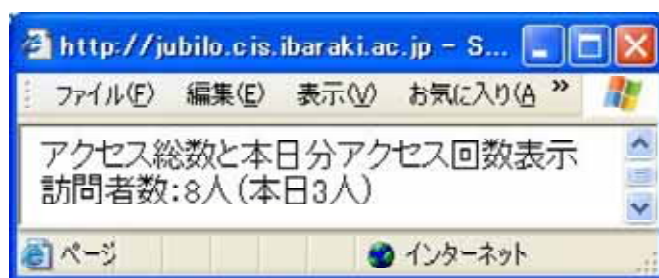 http://jubilo.cis.ibaraki.ac.jp - S...
ファイル(F) 編集(E) 表示(V) お気に入り(A »
アクセス総数と本日分アクセス回数表示
訪問者数:8人(本日3人)
ページ インターネット